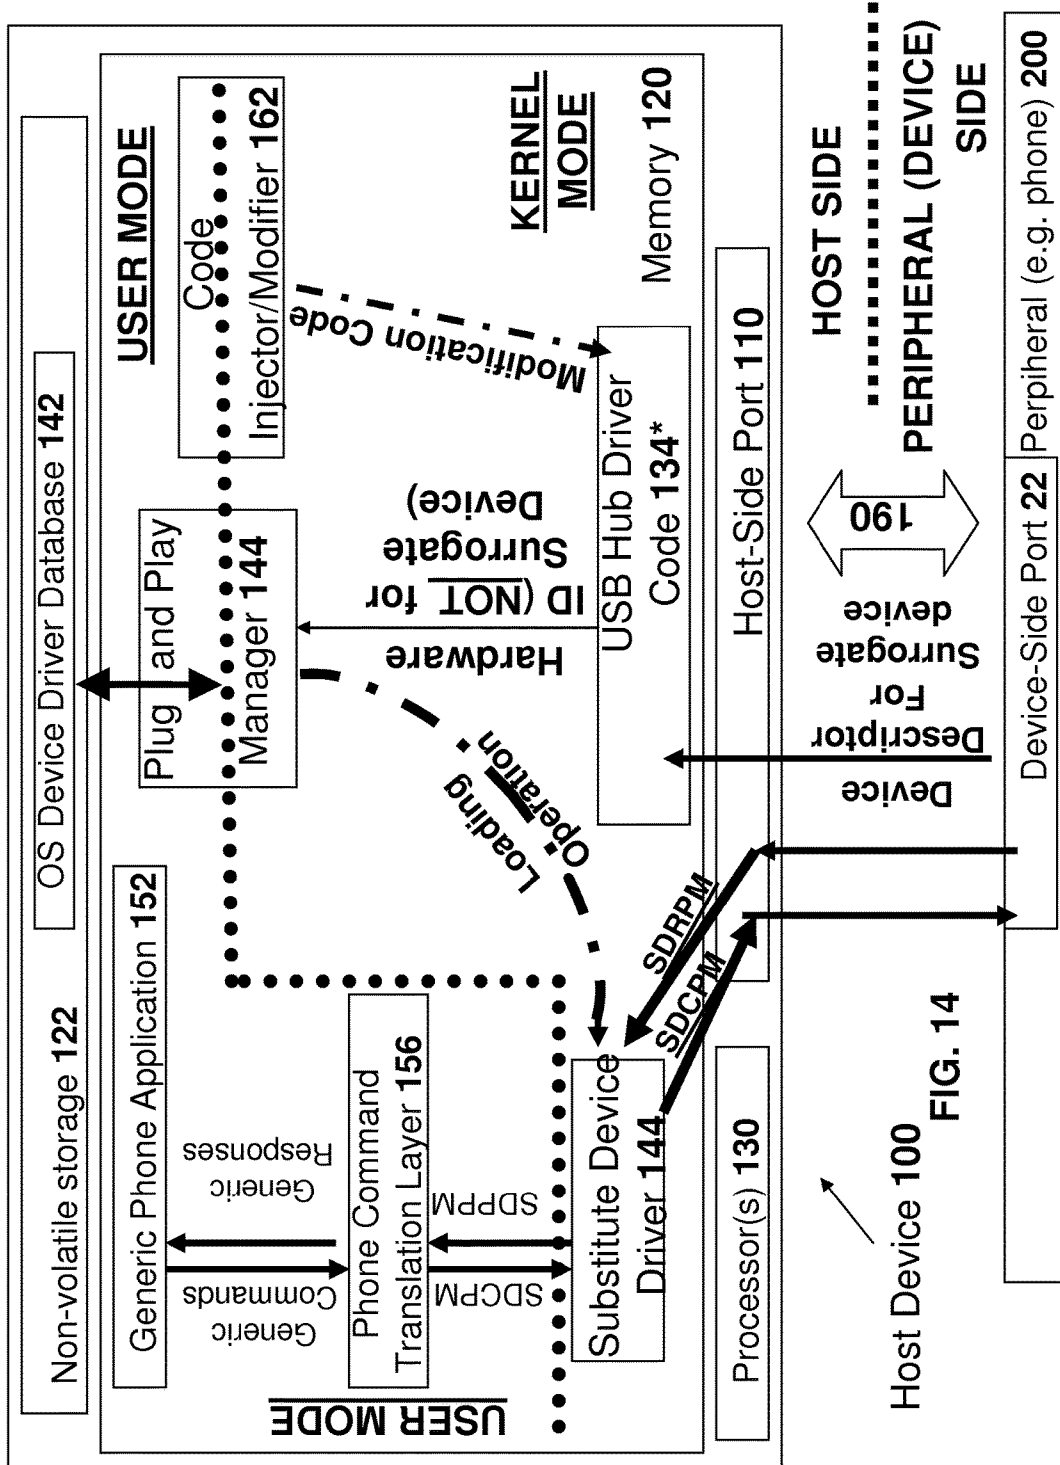 Non-volatile storage 122
OS Device Driver Database 142
USER MODE
Generic Phone Application 152
Plug and Play
Manager 144
Code
Injector/Modifier 162
Generic
Commands
Generic
Responses
Phone Command
Translation Layer 156
USER MODE
SDCPM
SDPPM
Loading
Operation
Hardware
ID (NOT for
Surrogate
Device)
Modification Code
KERNEL
MODE
Substitute Device
Driver 144
USB Hub Driver
Code 134*
Memory 120
SDRPM
SDCPM
Processor(s) 130
Host-Side Port 110
HOST SIDE
Device
Descriptor
For
Surrogate
device
190
PERIPHERAL (DEVICE)
SIDE
Host Device 100
FIG. 14
Device-Side Port 22
Perpiheral (e.g. phone) 200